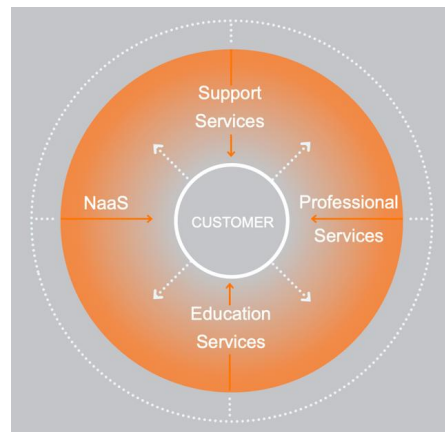 Support
Services
NaaS
CUSTOMER
Professional
Services
Education
Services